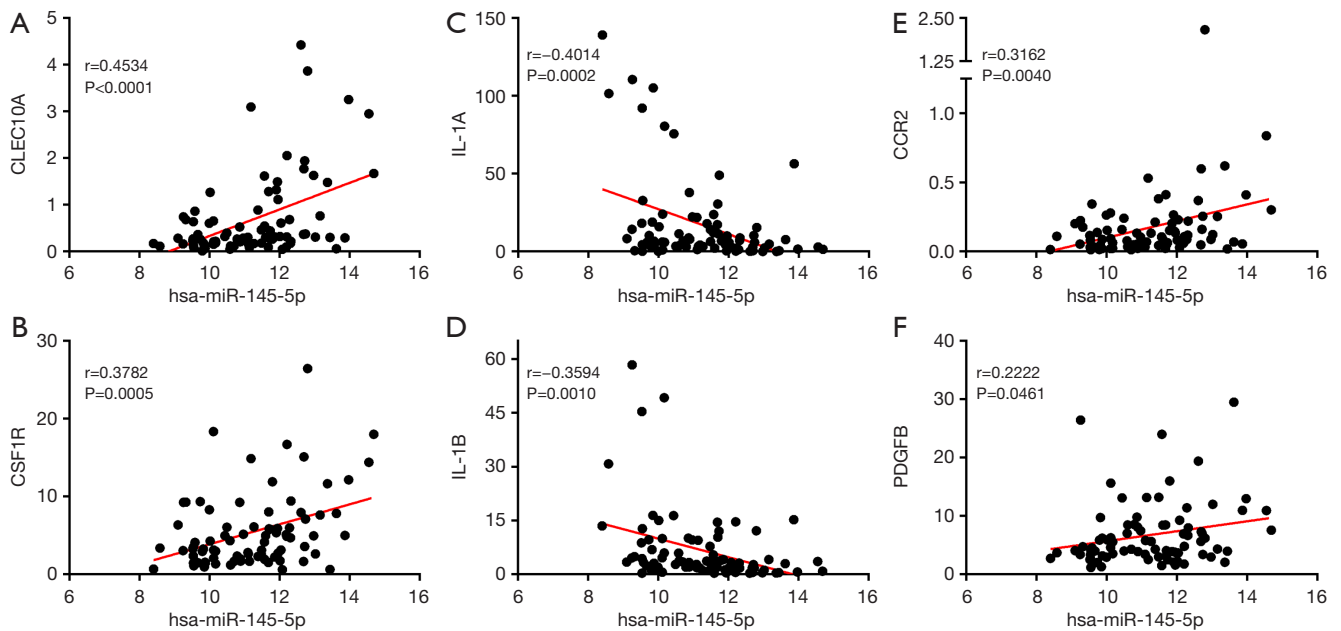 A
CLEC10A
r=0.4534
P<0.0001
5
4
3
2
1
0
6 8 10 12 14 16
hsa-miR-145-5p
C
IL-1A
r=−0.4014
P=0.0002
150
100
50
0
6 8 10 12 14 16
hsa-miR-145-5p
E
CCR2
r=0.3162
P=0.0040
2.50
1.25
1.0
0.5
0.0
6 8 10 12 14 16
hsa-miR-145-5p
B
CSF1R
r=0.3782
P=0.0005
30
20
10
0
6 8 10 12 14 16
hsa-miR-145-5p
D
IL-1B
r=−0.3594
P=0.0010
60
45
30
15
0
6 8 10 12 14 16
hsa-miR-145-5p
F
PDGFB
r=0.2222
P=0.0461
40
30
20
10
0
6 8 10 12 14 16
hsa-miR-145-5p